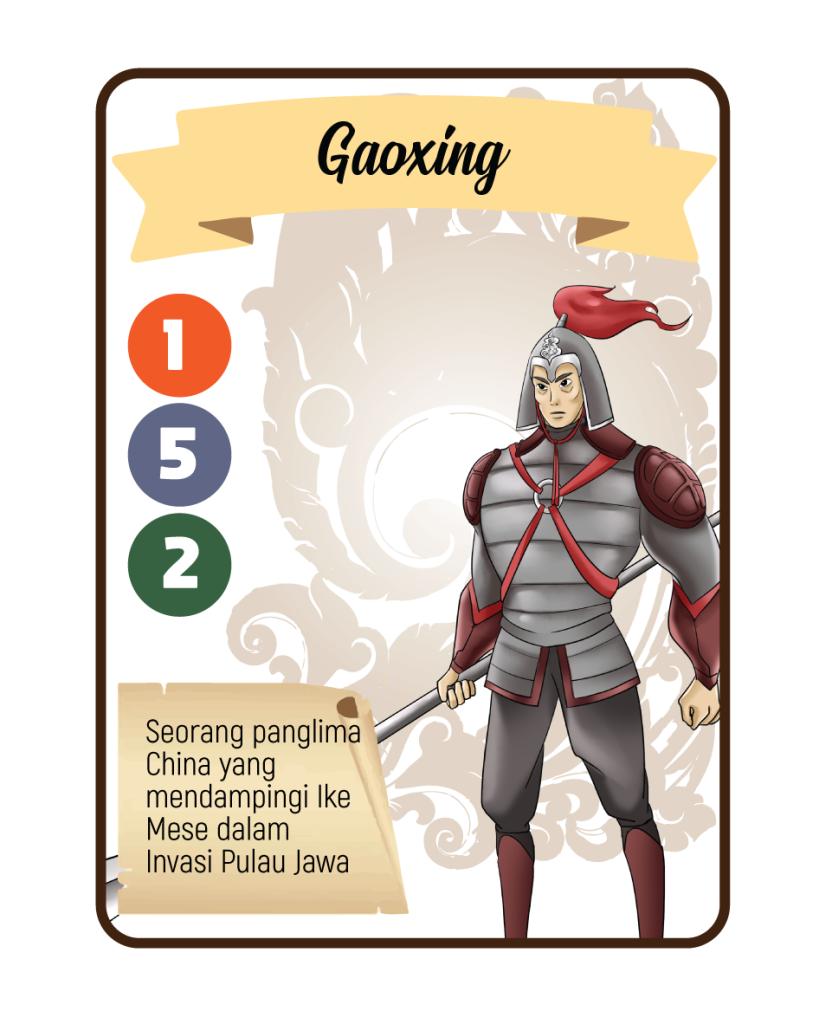 Gaoxing
1
5
2
Seorang panglima
China yang
mendampingi Ike
Mese dalam
Invasi Pulau Jawa